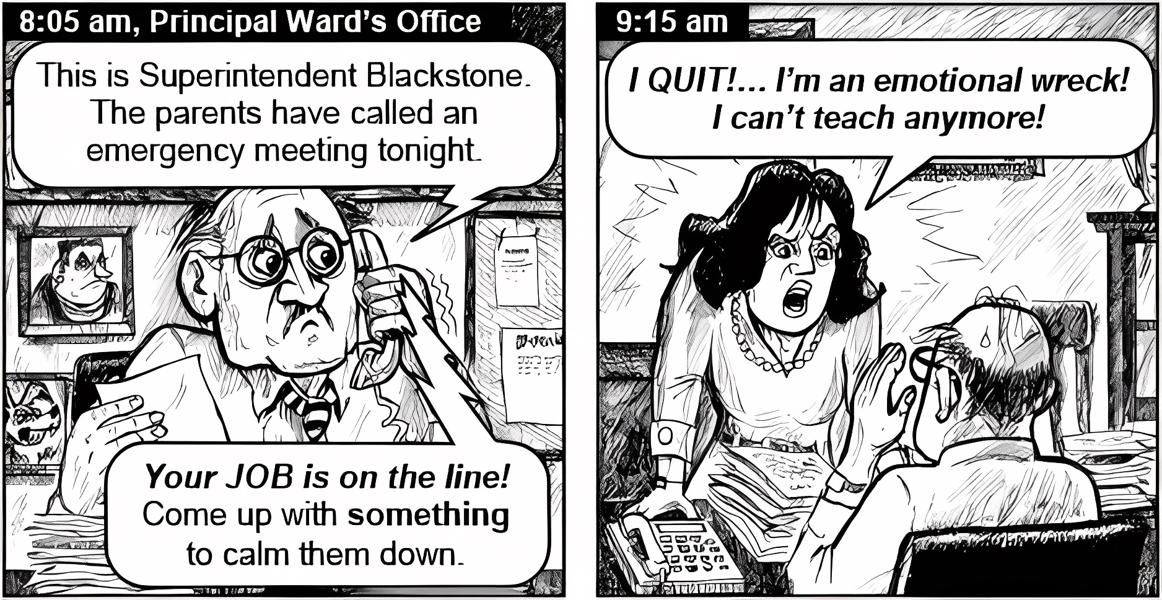 8:05 am, Principal Ward's Office
This is Superintendent Blackstone.
The parents have called an
emergency meeting tonight.
Your JOB is on the line!
Come up with something
to calm them down.
9:15 am
I QUIT!... I'm an emotional wreck!
I can't teach anymore!